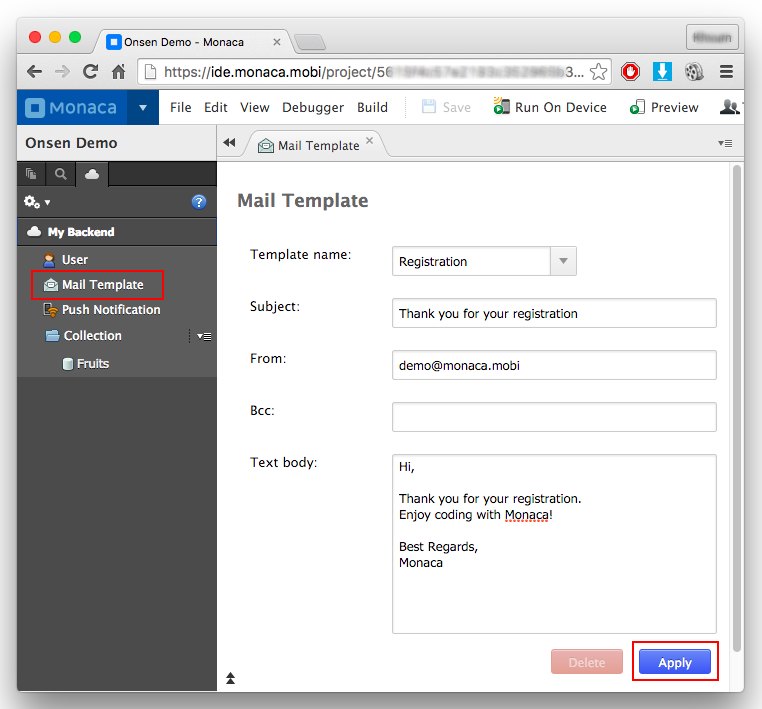 Onsen Demo - Monaca
https://ide.monaca.mobi/project/5
3...
Monaca File Edit View Debugger Build Save Run On Device Preview
Onsen Demo
Mail Template
?
My Backend
User
Mail Template
Push Notification
Collection
Fruits
Mail Template
Template name: Registration
Subject: Thank you for your registration
From: demo@monaca.mobi
Bcc:
Text body:
Hi,
Thank you for your registration.
Enjoy coding with Monaca!
Best Regards,
Monaca
Delete Apply